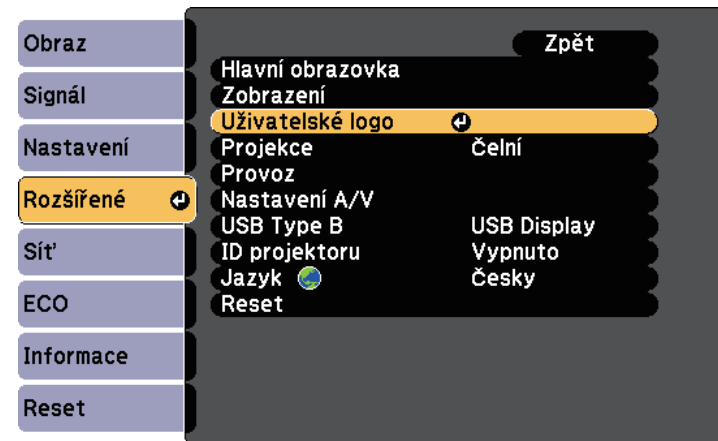 Obraz
Signál
Nastavení
Rozšířené
Síť
ECO
Informace
Reset
Zpět
Hlavní obrazovka
Zobrazení
Uživatelské logo
Projekce Čelní
Provoz
Nastavení A/V
USB Type B USB Display
ID projektoru Vypnuto
Jazyk Česky
Reset